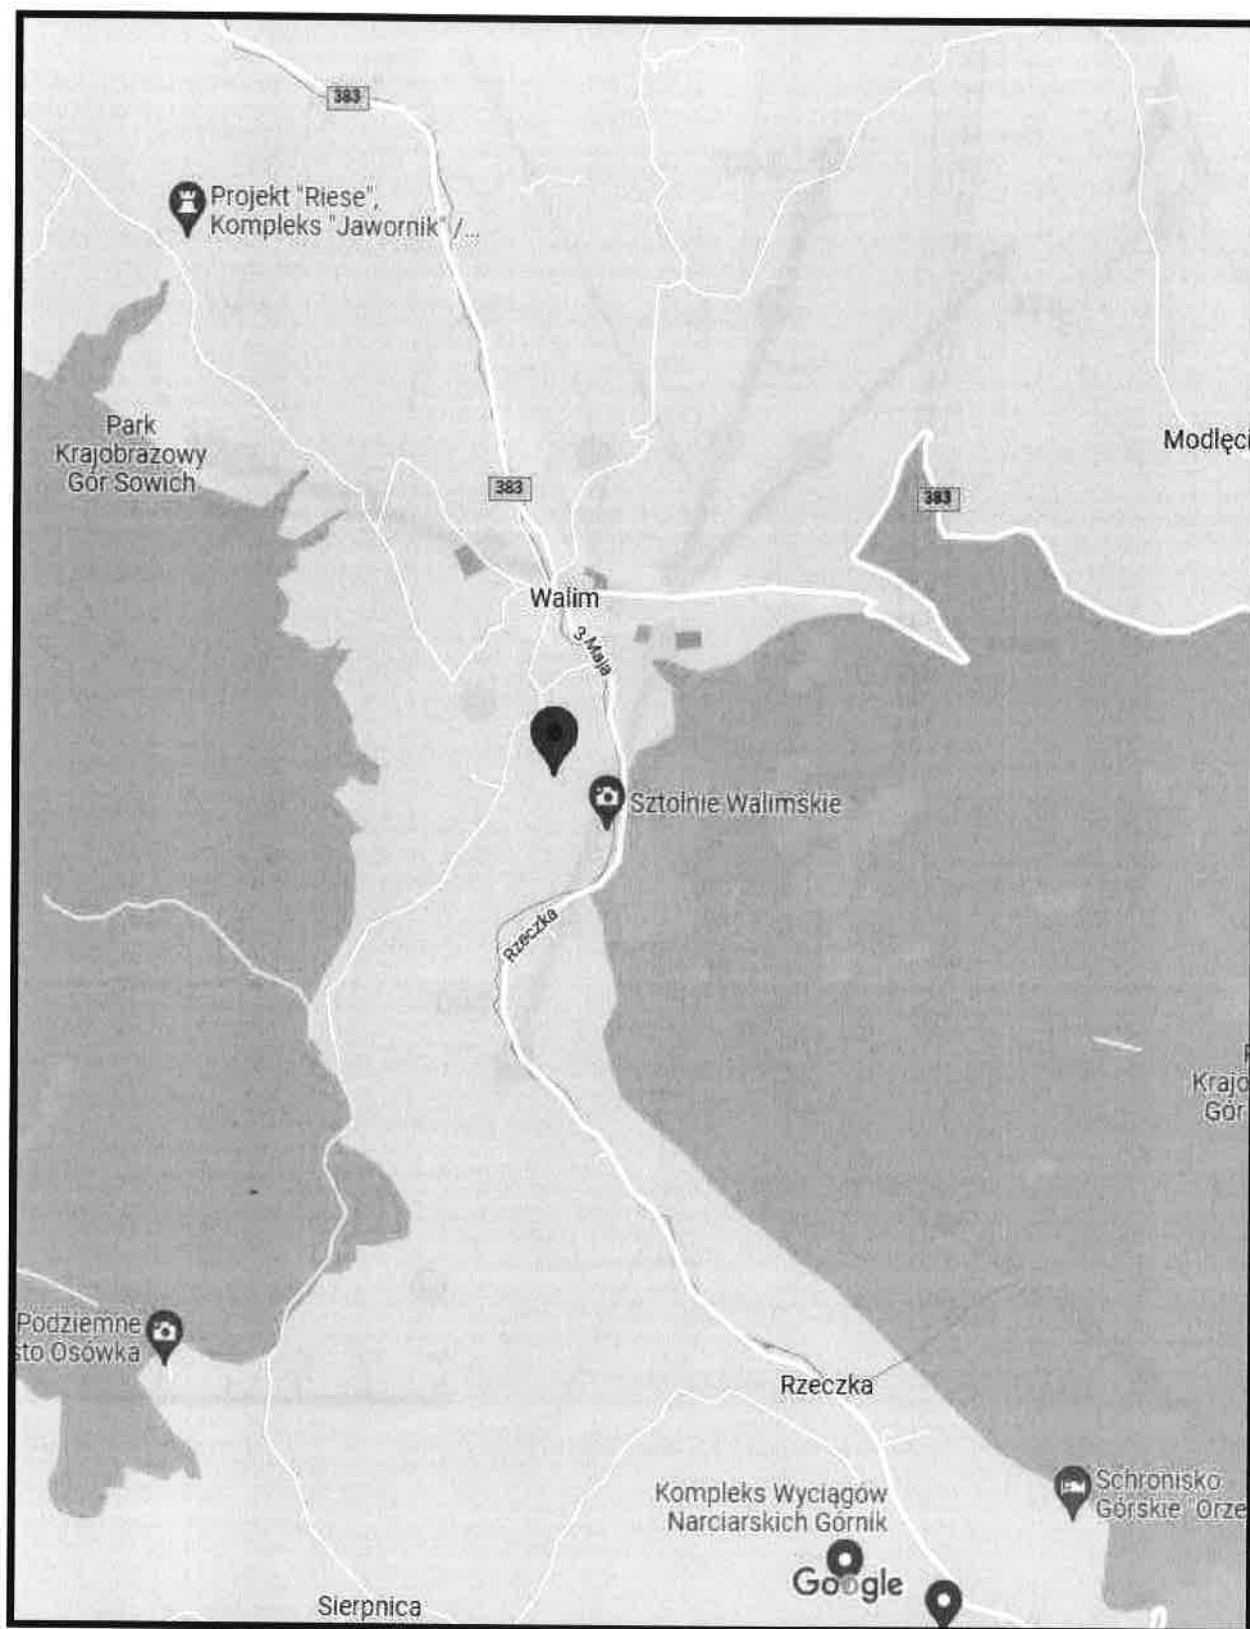 383
Projekt "Riese",
Kompleks "Jawornik" /...
Park
Krajobrazowy
Gór Sowich
Modlęci
383
383
Walim
3 Maja
Sztolnie Walimskie
Rzeczka
Krajo
Gór
Podziemne
sto Osówka
Rzeczka
Kompleks Wyciągów
Narciarskich Górnik
Schronisko
Górskie "Orze
Google
Sierpnica